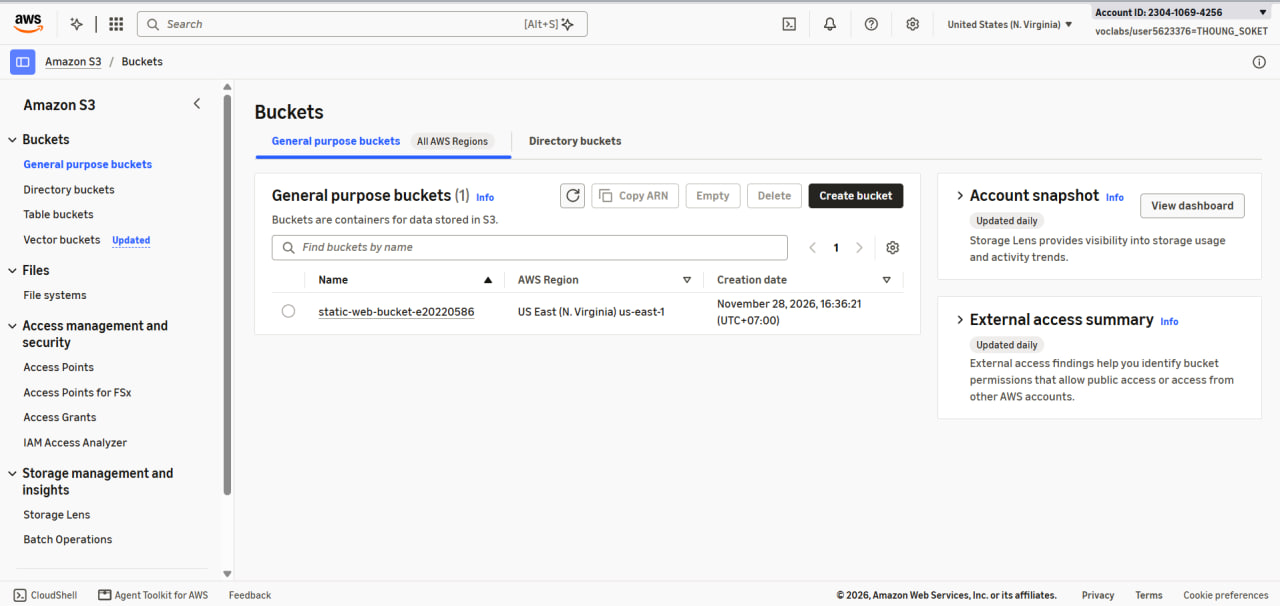 aws
Search
[Alt+S]
United States (N. Virginia)
Account ID: 2304-1069-4256
voclabs/user5623376=THOUNG_SOKET
Amazon S3 / Buckets
Amazon S3
Buckets
General purpose buckets
Directory buckets
Table buckets
Vector buckets Updated
Files
File systems
Access management and
security
Access Points
Access Points for FSx
Access Grants
IAM Access Analyzer
Storage management and
insights
Storage Lens
Batch Operations
Buckets
General purpose buckets All AWS Regions Directory buckets
General purpose buckets (1) Info
Copy ARN Empty Delete Create bucket
Buckets are containers for data stored in S3.
Find buckets by name
1
Name AWS Region Creation date
static-web-bucket-e20220586 US East (N. Virginia) us-east-1 November 28, 2026, 16:36:21
(UTC+07:00)
Account snapshot Info View dashboard
Updated daily
Storage Lens provides visibility into storage usage
and activity trends.
External access summary Info
Updated daily
External access findings help you identify bucket
permissions that allow public access or access from
other AWS accounts.
CloudShell Agent Toolkit for AWS Feedback © 2026, Amazon Web Services, Inc. or its affiliates. Privacy Terms Cookie preferences